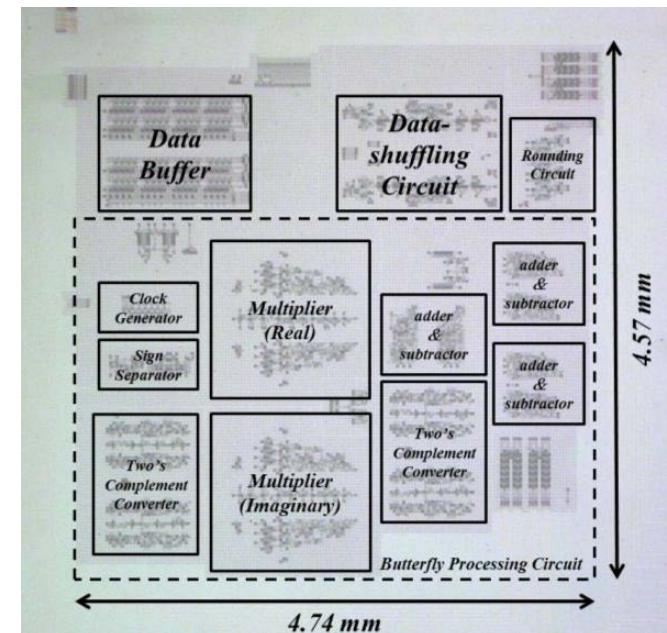 Data
Buffer
Data-
shuffling
Circuit
Rounding
Circuit
Clock
Generator
Sign
Separator
Two's
Complement
Converter
Multiplier
(Real)
Multiplier
(Imaginary)
adder
&
subtractor
Two's
Complement
Converter
adder
&
subtractor
adder
&
subtractor
Butterfly Processing Circuit
4.57 mm
4.74 mm